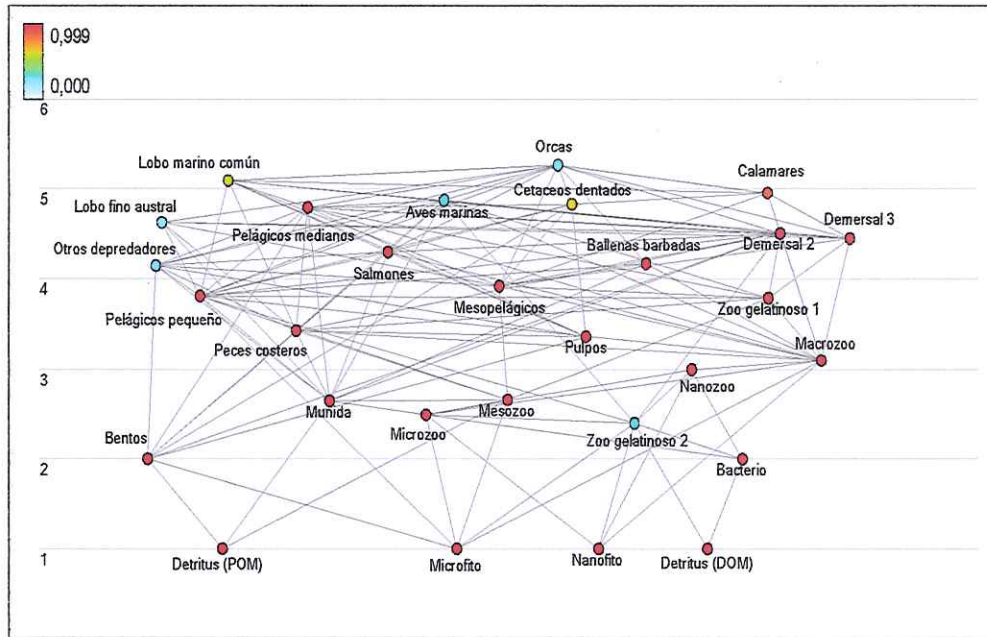 0,999
0,000
6
Orcas
Lobo marino común
Calamares
5
Cetaceos dentados
Lobo fino austral
Aves marinas
Demersal 3
Pelágicos medianos
Otros depredadores
Ballenas barbadas
Demersal 2
Salmones
4
Mesopelágicos
Zoo gelatinoso 1
Pelágicos pequeño
Peces costeros
Pulpos
Macrozoo
3
Nanozoo
Munida
Mesozoo
Microzoo
Bentos
Zoo gelatinoso 2
Bacterio
2
1
Detritus (POM)
Microfito
Nanofito
Detritus (DOM)